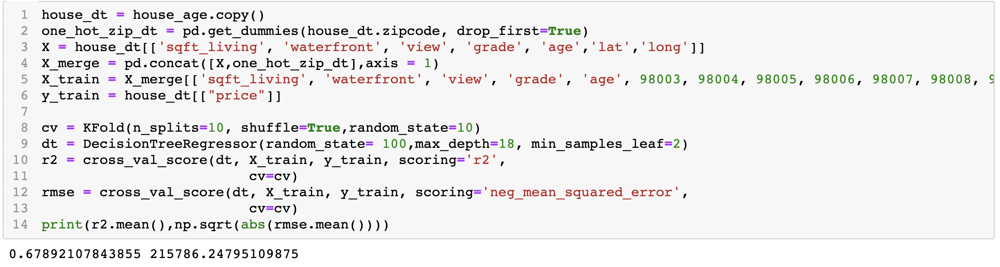 1 house_dt = house_age.copy()
2 one_hot_zip_dt = pd.get_dummies(house_dt.zipcode, drop_first=True)
3 X = house_dt[['sqft_living', 'waterfront', 'view', 'grade', 'age','lat','long']]
4 X_merge = pd.concat([X,one_hot_zip_dt],axis = 1)
5 X_train = X_merge[['sqft_living', 'waterfront', 'view', 'grade', 'age', 98003, 98004, 98005, 98006, 98007, 98008,
6 y_train = house_dt[["price"]]
7
8 cv = KFold(n_splits=10, shuffle=True,random_state=10)
9 dt = DecisionTreeRegressor(random_state= 100,max_depth=18, min_samples_leaf=2)
10 r2 = cross_val_score(dt, X_train, y_train, scoring='r2',
11 cv=cv)
12 rmse = cross_val_score(dt, X_train, y_train, scoring='neg_mean_squared_error',
13 cv=cv)
14 print(r2.mean(),np.sqrt(abs(rmse.mean())))
0.67892107843855 215786.24795109875